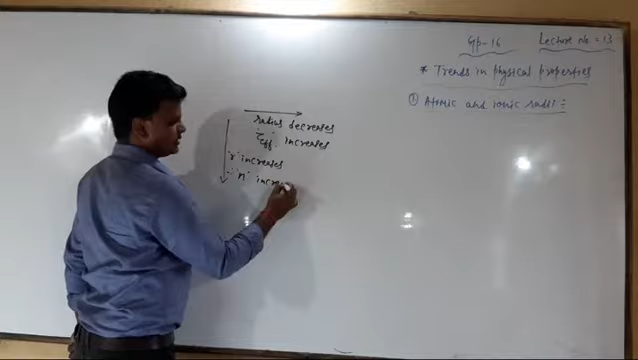 Gp-16 Lecture No = 13
* Trends in physical properties
① Atomic and ionic radii :-
radius decreases
increases
'r' increases
∵ 'n' incre